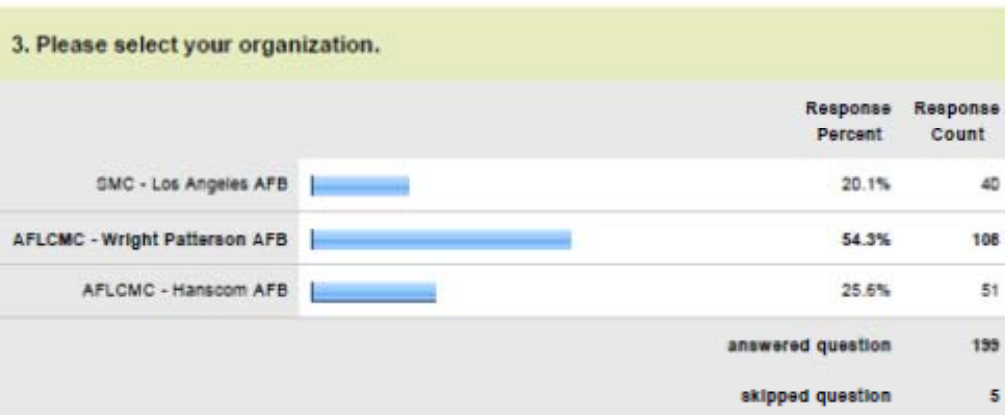 3. Please select your organization.
Response Percent Response Count
SMC - Los Angeles AFB 20.1% 40
AFLCMC - Wright Patterson AFB 54.3% 108
AFLCMC - Hanscom AFB 25.6% 51
answered question 199
skipped question 5